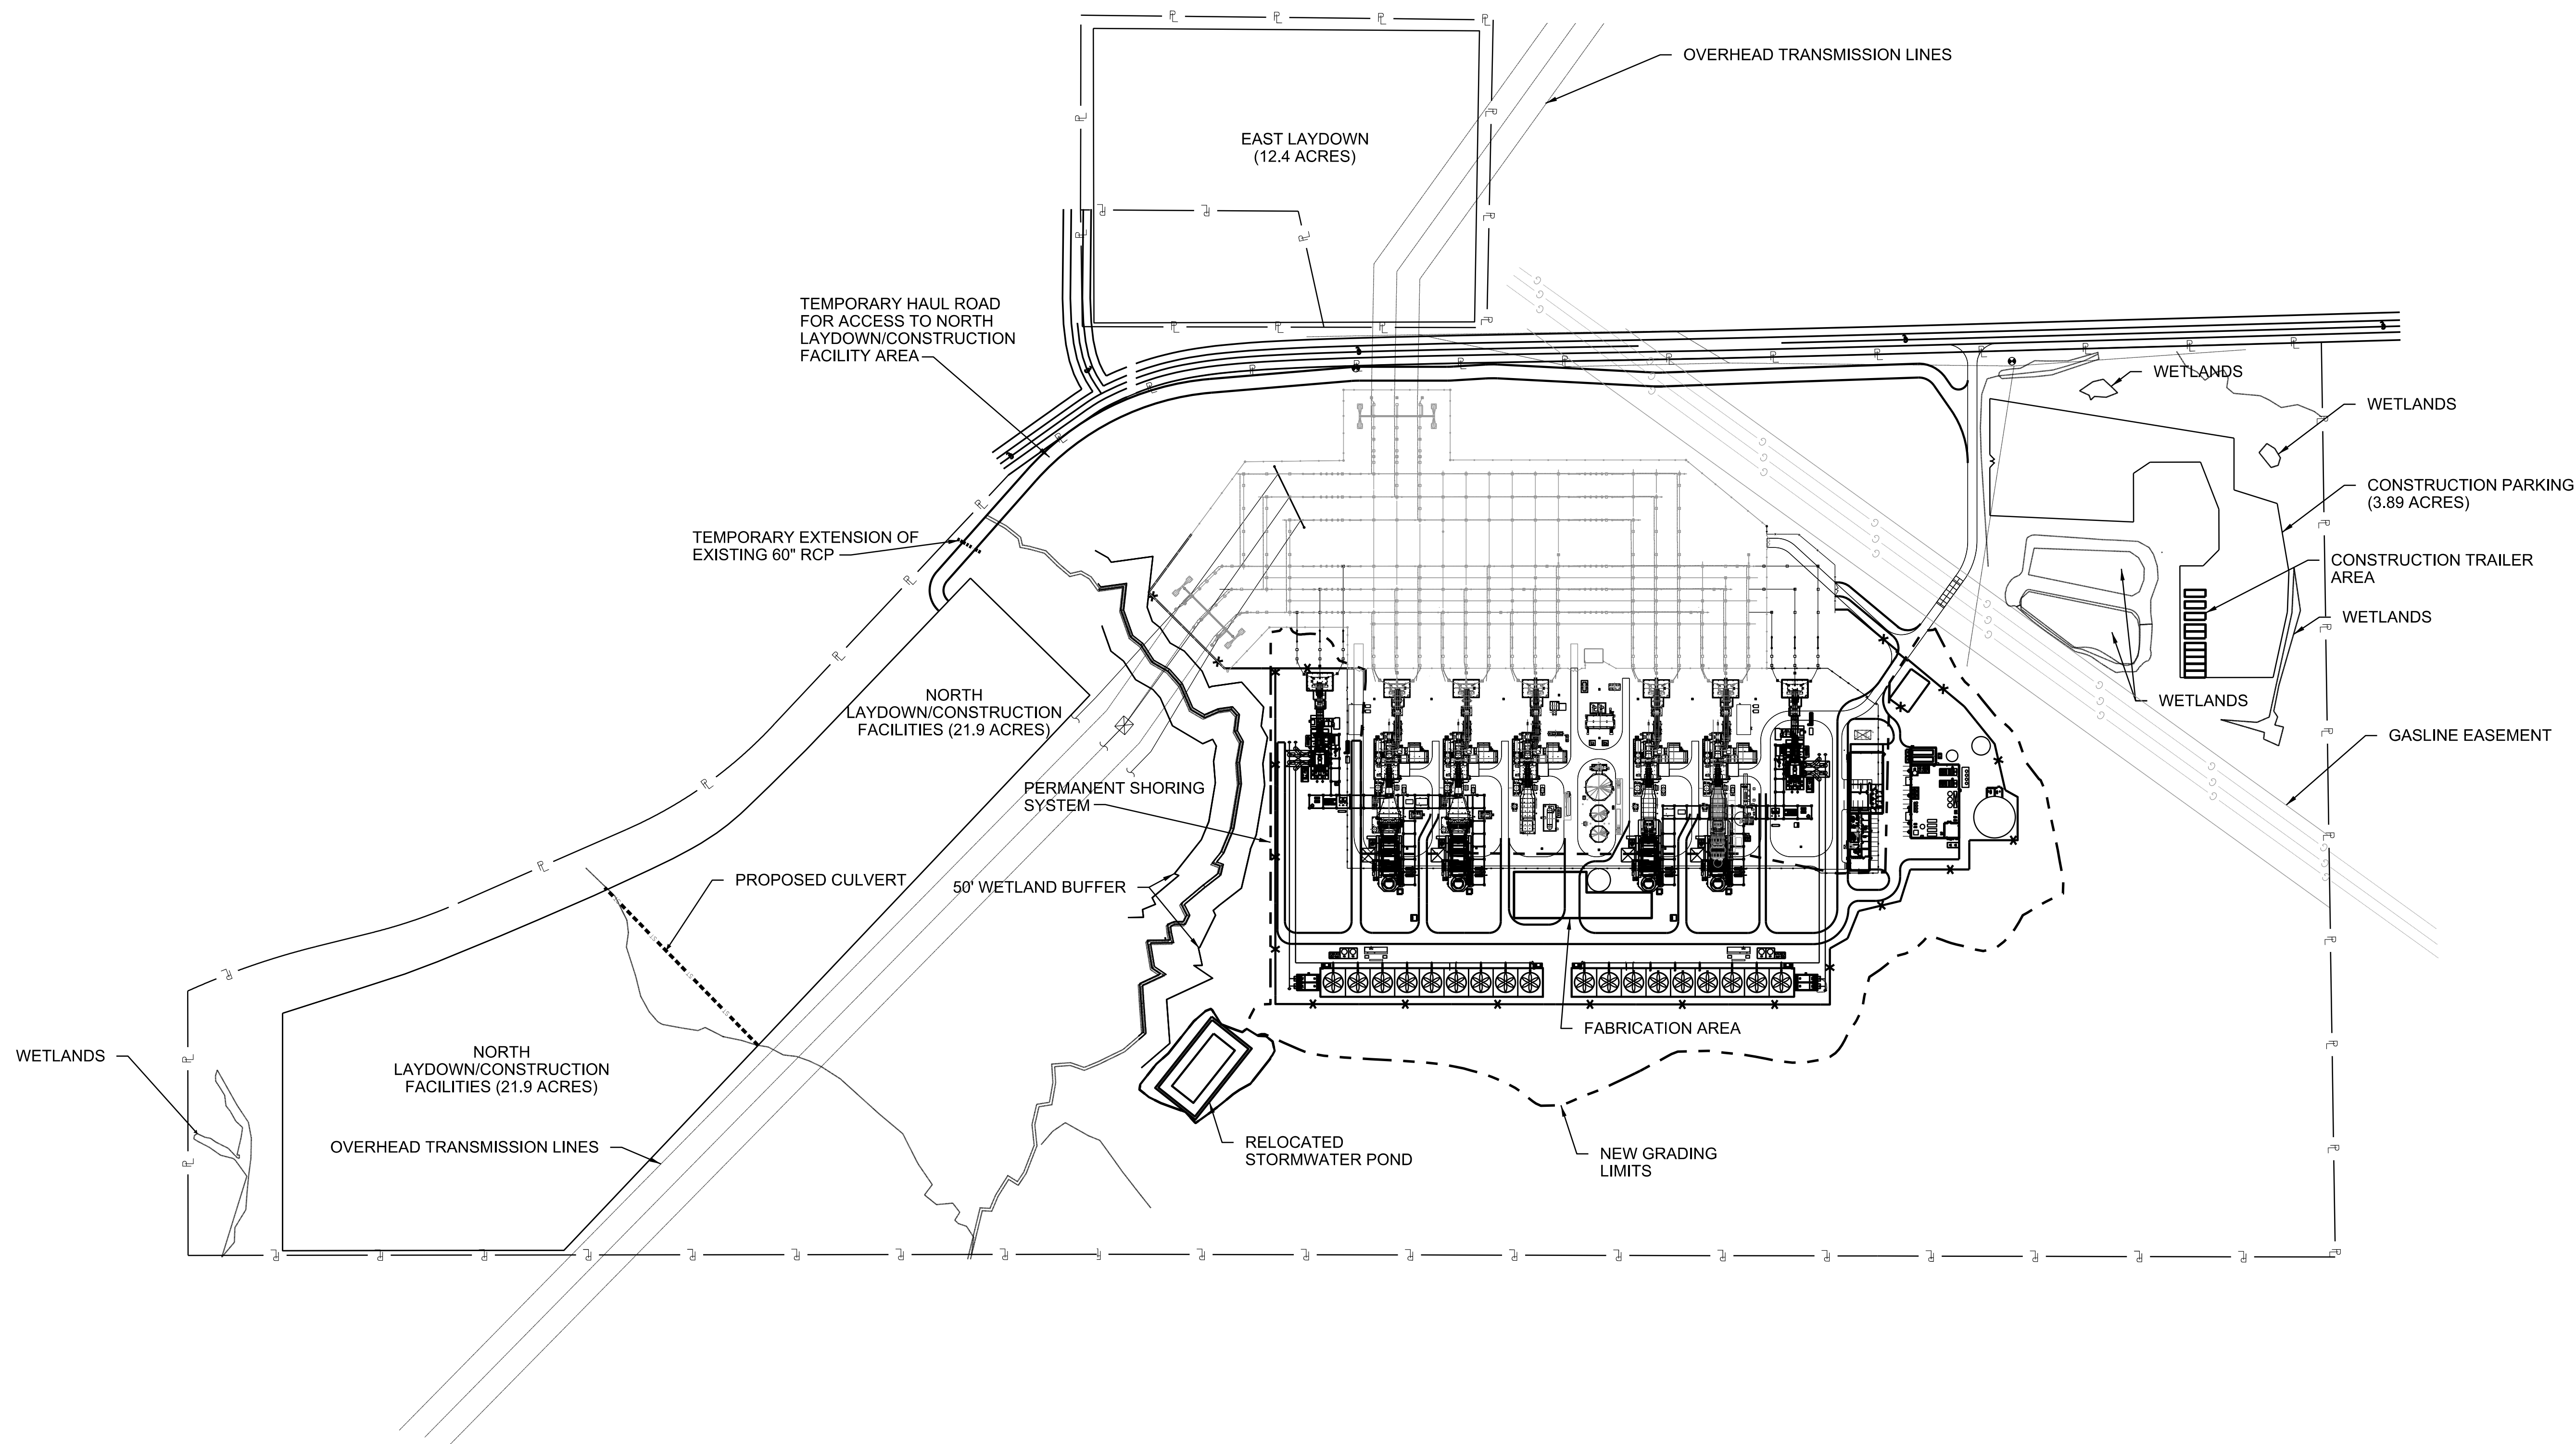 OVERHEAD TRANSMISSION LINES
EAST LAYDOWN
(12.4 ACRES)
TEMPORARY HAUL ROAD
FOR ACCESS TO NORTH
LAYDOWN/CONSTRUCTION
FACILITY AREA
WETLANDS
WETLANDS
CONSTRUCTION PARKING
(3.89 ACRES)
TEMPORARY EXTENSION OF
EXISTING 60" RCP
CONSTRUCTION TRAILER
AREA
WETLANDS
NORTH
LAYDOWN/CONSTRUCTION
FACILITIES (21.9 ACRES)
WETLANDS
GASLINE EASEMENT
PERMANENT SHORING
SYSTEM
PROPOSED CULVERT
50' WETLAND BUFFER
FABRICATION AREA
WETLANDS
NORTH
LAYDOWN/CONSTRUCTION
FACILITIES (21.9 ACRES)
OVERHEAD TRANSMISSION LINES
RELOCATED
STORMWATER POND
NEW GRADING
LIMITS